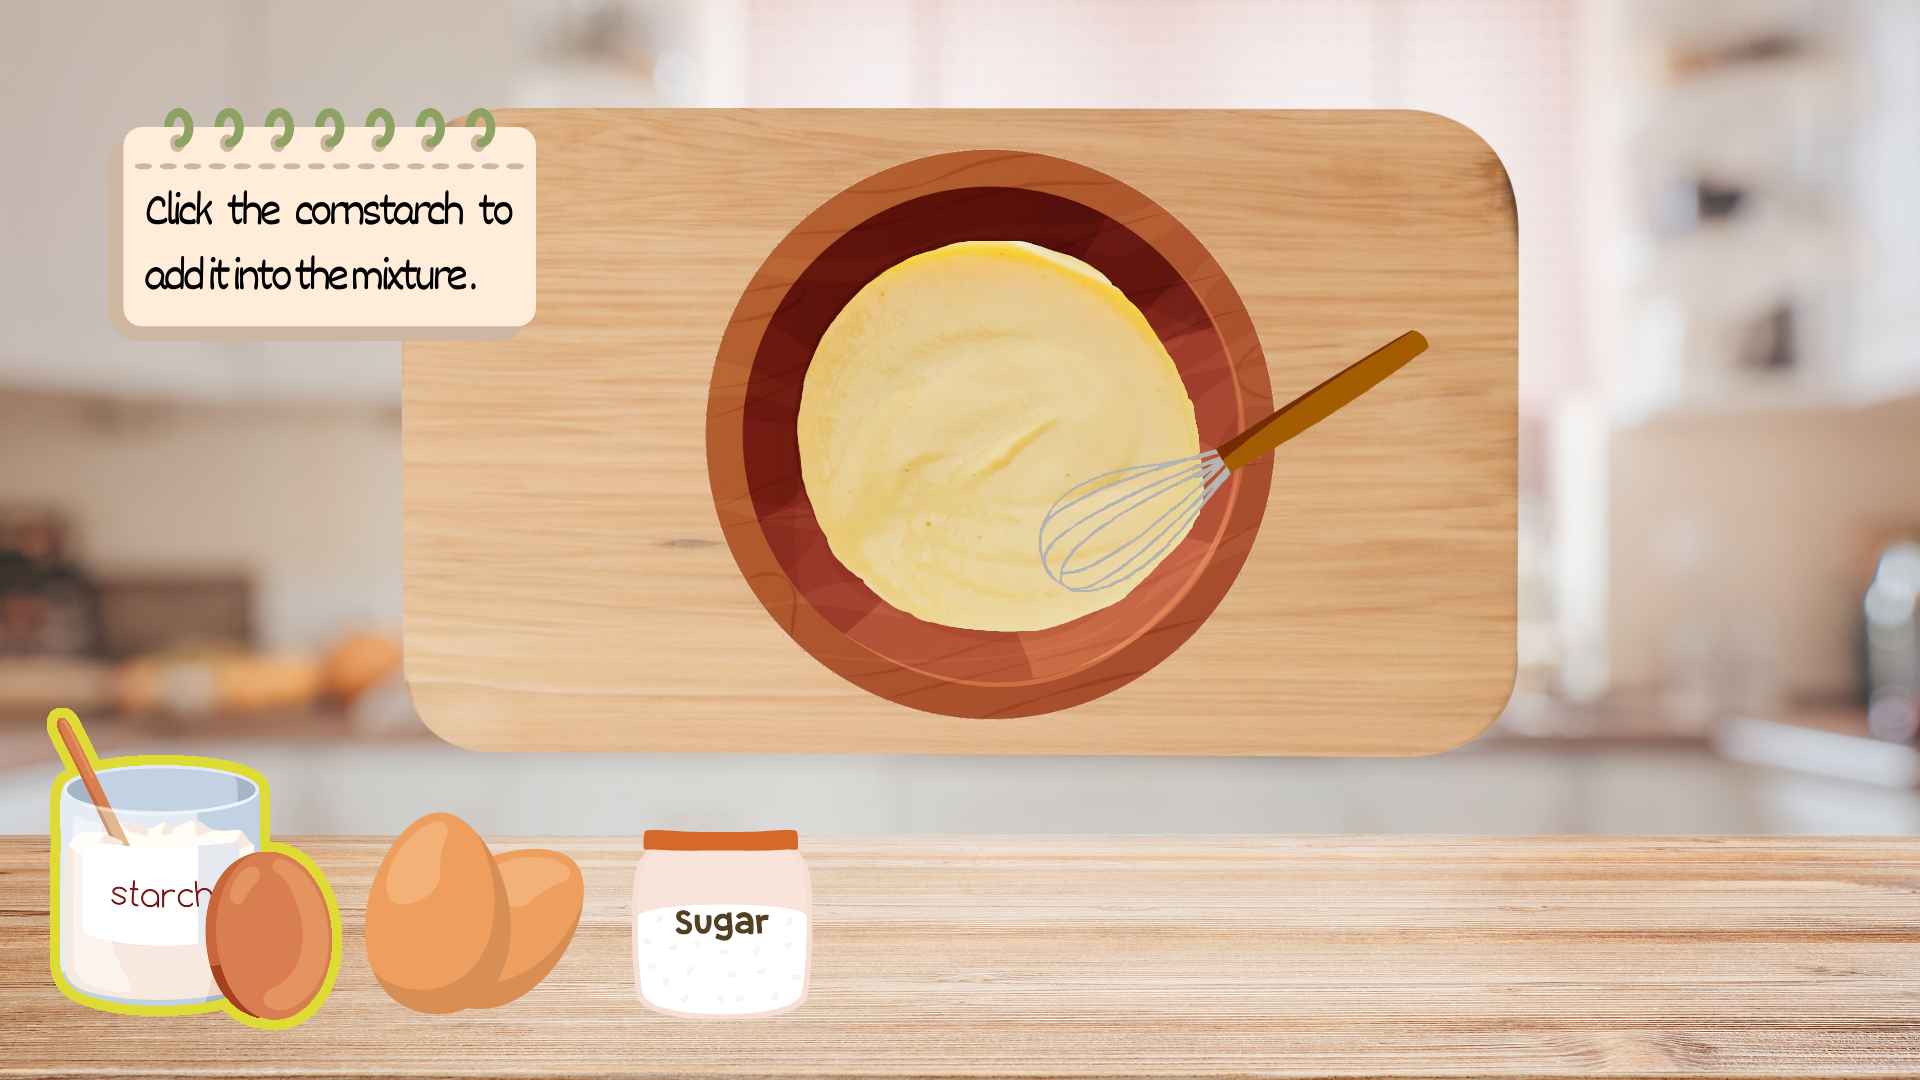 Click the cornstarch to
add it into the mixture.
starch
Sugar